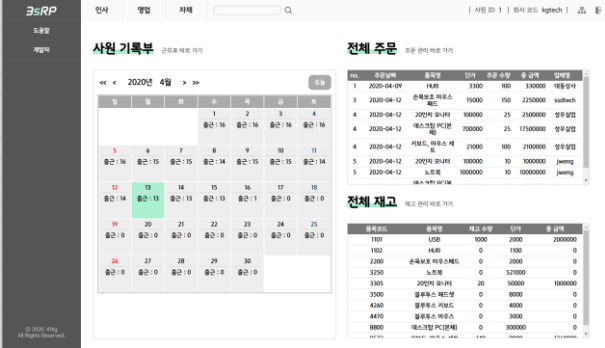 3sRP
인사 영업 자재
| 사원 ID 1 | 회사 코드 kgtech |
도움말
개발자
사원 기록부 근무표 바로 가기
≪ < 2020년 4월 > ≫ 오늘
일 월 화 수 목 금 토
1 2 3 4
출근 : 16 출근 : 16 출근 : 16 출근 : 16
5 6 7 8 9 10 11
출근 : 16 출근 : 15 출근 : 15 출근 : 15 출근 : 14 출근 : 15 출근 : 14
12 13 14 15 16 17 18
출근 : 14 출근 : 13 출근 : 13 출근 : 13 출근 : 1 출근 : 0 출근 : 0
19 20 21 22 23 24 25
출근 : 0 출근 : 0 출근 : 0 출근 : 0 출근 : 0 출근 : 0 출근 : 0
26 27 28 29 30
출근 : 0 출근 : 0 출근 : 0 출근 : 0 출근 : 0
전체 주문 주문 관리 바로 가기
no. 주문날짜 품목명 단가 주문 수량 총 금액 업체명
1 2020-04-09 HUB 3300 100 330000 대동상사
3 2020-04-12 손목보호 마우스
패드 15000 150 2250000 ssdtech
4 2020-04-12 20인치 모니터 100000 25 2500000 성우실업
4 2020-04-12 데스크탑 PC(본
체) 700000 25 17500000 성우실업
4 2020-04-12 키보드, 마우스 세
트 21000 100 2100000 성우실업
5 2020-04-12 20인치 모니터 100000 10 1000000 jweng
5 2020-04-12 노트북 1000000 10 10000000 jweng
데스크탑 PC(본
전체 재고 재고 관리 바로 가기
품목코드 품목명 재고 수량 단가 총 금액
1101 USB 1000 2000 2000000
1102 HUB 0 1100 0
2200 손목보호 마우스패드 0 2000 0
3250 노트북 0 521000 0
3305 20인치 모니터 20 50000 1000000
3500 블루투스 헤드셋 0 8000 0
4260 블루투스 키보드 0 4000 0
4470 블루투스 마우스 0 3000 0
8800 데스크탑 PC(본체) 0 300000 0
© 2020. 4Skg
All Rights Reserved.